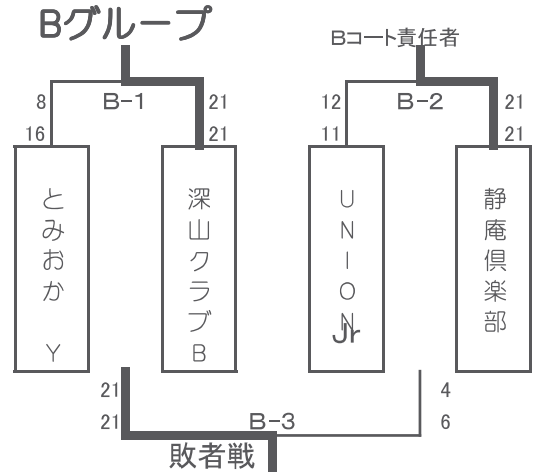 Bグループ
Bコート責任者
8 B-1 21 12 B-2 21
16 21 11 21
とみおか Y
深山クラブB
UNION Jr
静庵倶楽部
21 4
21 B-3 6
敗者戦